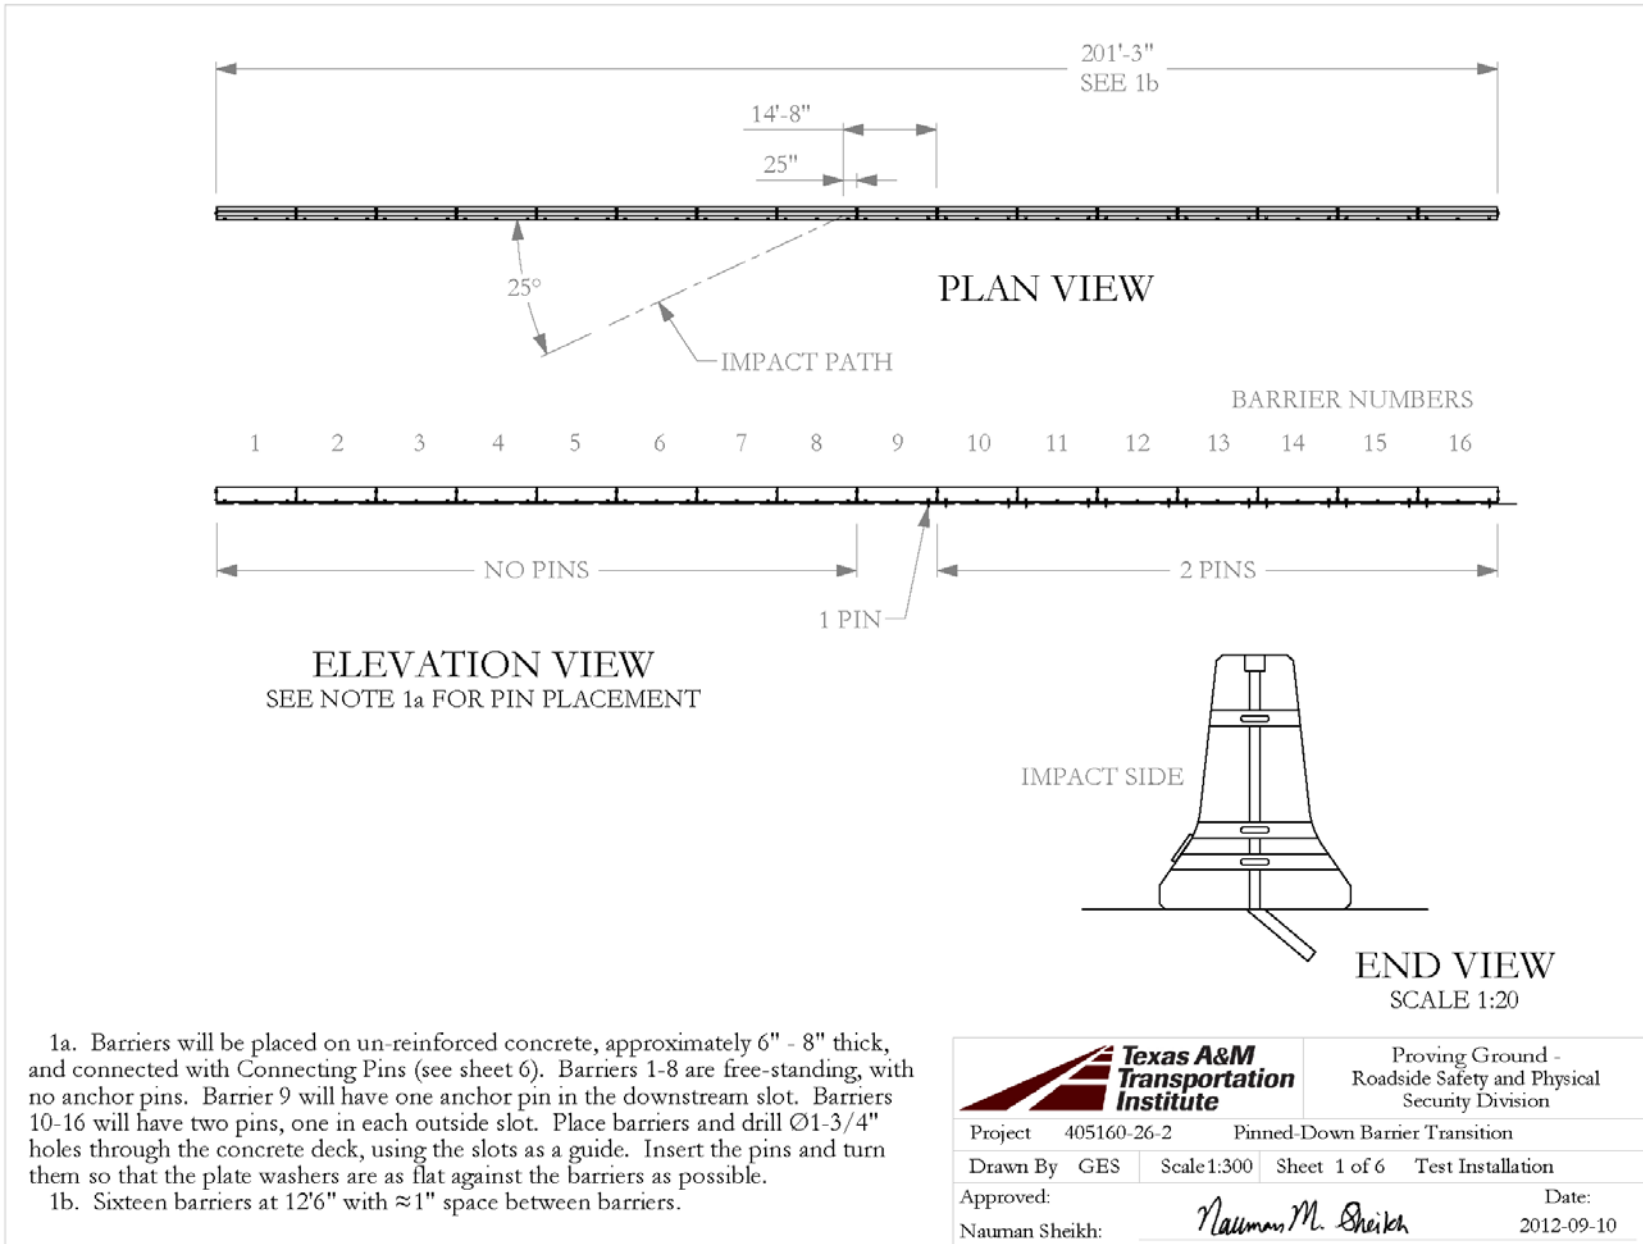 201'-3"
SEE 1b
14'-8"
25"
25°
PLAN VIEW
IMPACT PATH
BARRIER NUMBERS
1 2 3 4 5 6 7 8 9 10 11 12 13 14 15 16
NO PINS
2 PINS
1 PIN
ELEVATION VIEW
SEE NOTE 1a FOR PIN PLACEMENT
IMPACT SIDE
END VIEW
SCALE 1:20
1a. Barriers will be placed on un-reinforced concrete, approximately 6" - 8" thick,
and connected with Connecting Pins (see sheet 6). Barriers 1-8 are free-standing, with
no anchor pins. Barrier 9 will have one anchor pin in the downstream slot. Barriers
10-16 will have two pins, one in each outside slot. Place barriers and drill Ø1-3/4"
holes through the concrete deck, using the slots as a guide. Insert the pins and turn
them so that the plate washers are as flat against the barriers as possible.
1b. Sixteen barriers at 12'6" with ≈1" space between barriers.
Texas A&M
Transportation
Institute
Proving Ground -
Roadside Safety and Physical
Security Division
Project 405160-26-2 Pinned-Down Barrier Transition
Drawn By GES Scale 1:300 Sheet 1 of 6 Test Installation
Approved:
Nauman Sheikh:
Nauman M. Sheikh
Date:
2012-09-10